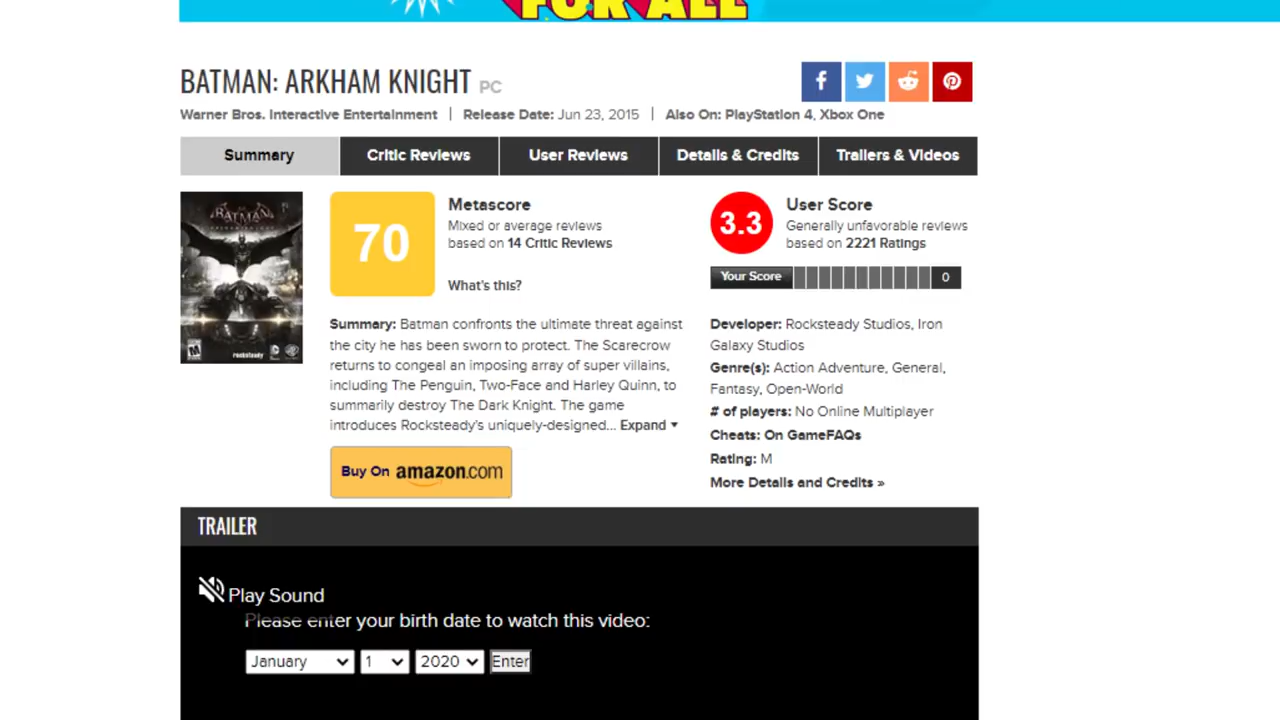 FOR ALL
BATMAN: ARKHAM KNIGHT PC
Warner Bros. Interactive Entertainment | Release Date: Jun 23, 2015 | Also On: PlayStation 4, Xbox One
Summary Critic Reviews User Reviews Details & Credits Trailers & Videos
BATMAN
M
rocksteady
70
Metascore
Mixed or average reviews
based on 14 Critic Reviews
What's this?
3.3
User Score
Generally unfavorable reviews
based on 2221 Ratings
Your Score 0
Summary: Batman confronts the ultimate threat against
the city he has been sworn to protect. The Scarecrow
returns to congeal an imposing array of super villains,
including The Penguin, Two-Face and Harley Quinn, to
summarily destroy The Dark Knight. The game
introduces Rocksteady's uniquely-designed... Expand
Buy On amazon.com
Developer: Rocksteady Studios, Iron
Galaxy Studios
Genre(s): Action Adventure, General,
Fantasy, Open-World
# of players: No Online Multiplayer
Cheats: On GameFAQs
Rating: M
More Details and Credits »
TRAILER
Play Sound
Please enter your birth date to watch this video:
January 1 2020 Enter